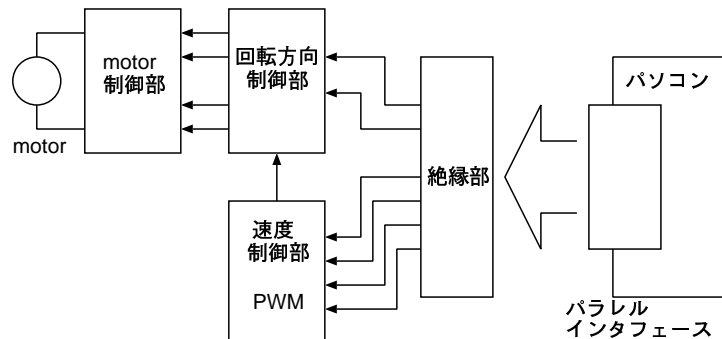 motor
制御部
回転方向
制御部
パソコン
motor
絶縁部
速度
制御部
PWM
パラレル
インタフェース